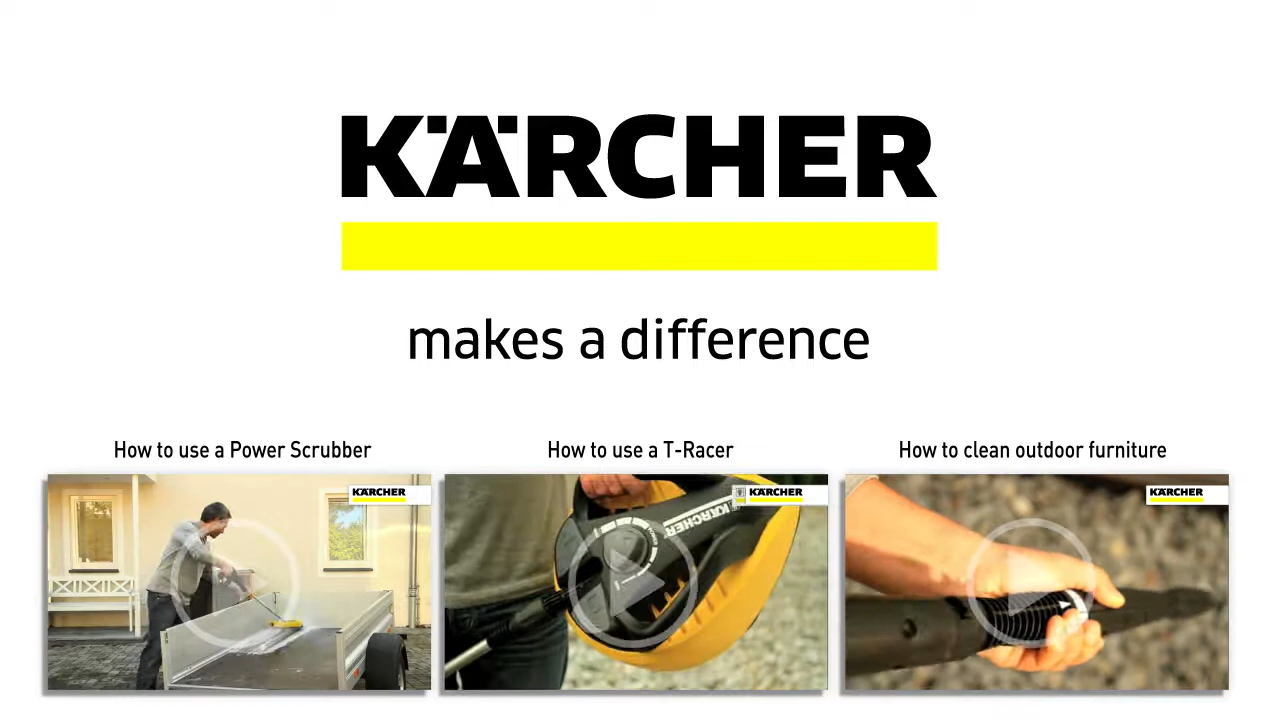 KÄRCHER
makes a difference
How to use a Power Scrubber
How to use a T-Racer
How to clean outdoor furniture
KÄRCHER
KÄRCHER
KÄRCHER
KÄRCHER